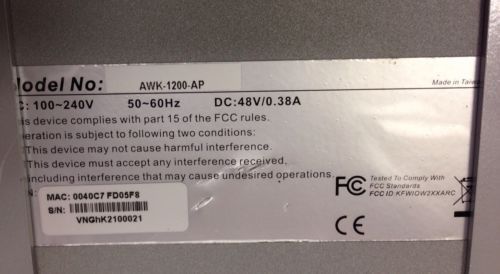 odel No: AWK-1200-AP
Made in Taiwa
C: 100~240V 50~60Hz DC:48V/0.38A
is device complies with part 15 of the FCC rules.
eration is subject to following two conditions:
This device may not cause harmful interference.
This device must accept any interference received,
including interference that may cause undesired operations.
N:
MAC: 0040C7 FD05F8
S/N:
VNGhK2100021
FC Tested To Comply With
FCC Standards
FCC ID KFWIOW2XXARC
CE